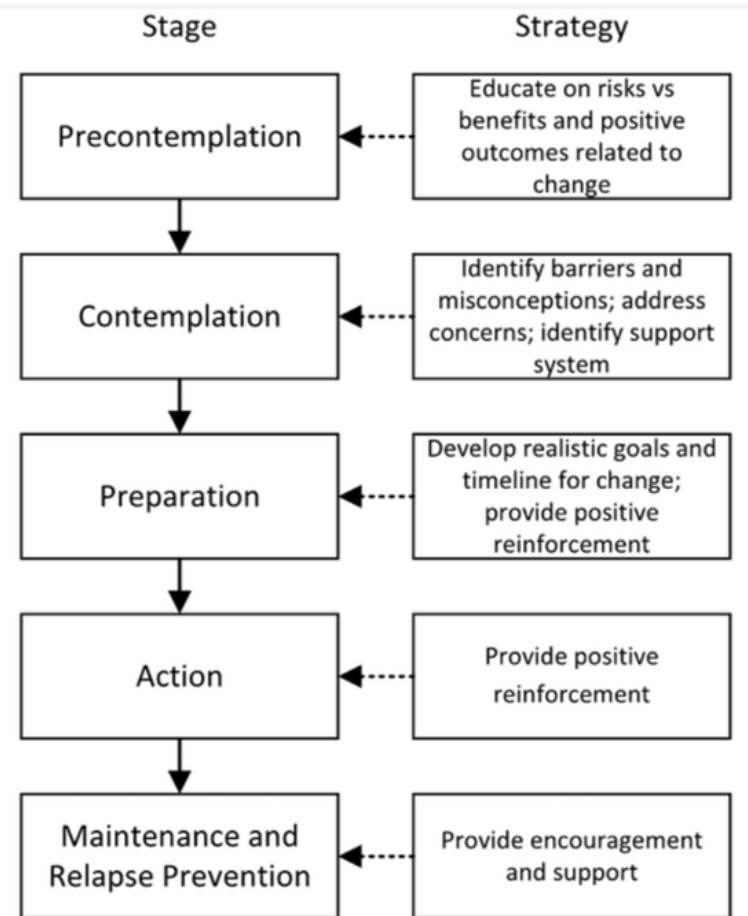 Stage
Strategy
Precontemplation
Educate on risks vs
benefits and positive
outcomes related to
change
Contemplation
Identify barriers and
misconceptions; address
concerns; identify support
system
Preparation
Develop realistic goals and
timeline for change;
provide positive
reinforcement
Action
Provide positive
reinforcement
Maintenance and
Relapse Prevention
Provide encouragement
and support